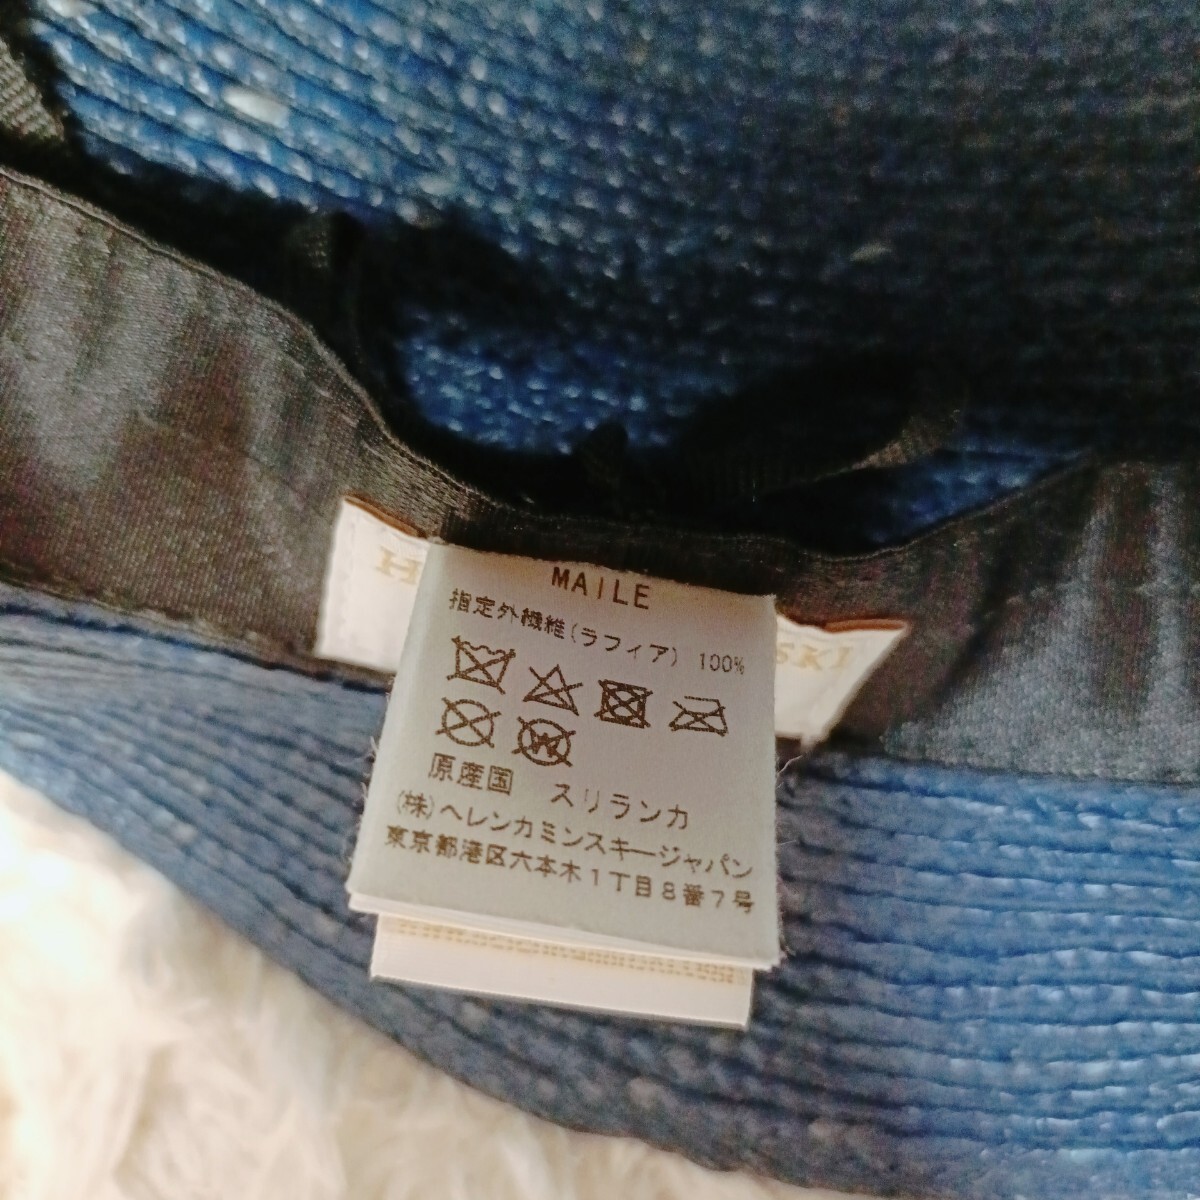 MAILE
指定外繊維(ラフィア) 100%
原産国 スリランカ
(株)ヘレンカミンスキージャパン
東京都港区六本木1丁目8番7号
H
SKI